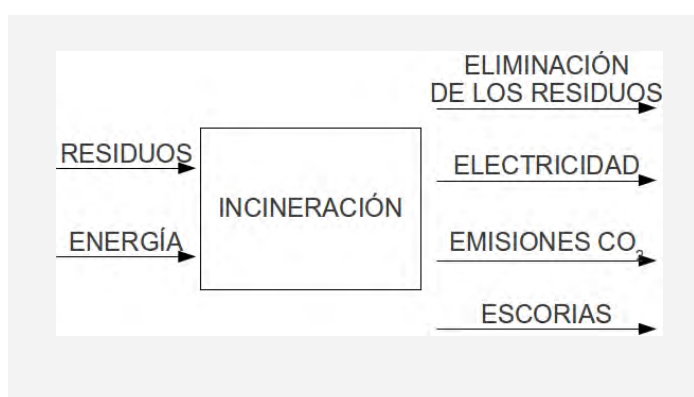 RESIDUOS
ENERGÍA
INCINERACIÓN
ELIMINACIÓN
DE LOS RESIDUOS
ELECTRICIDAD
EMISIONES CO₂
ESCORIAS